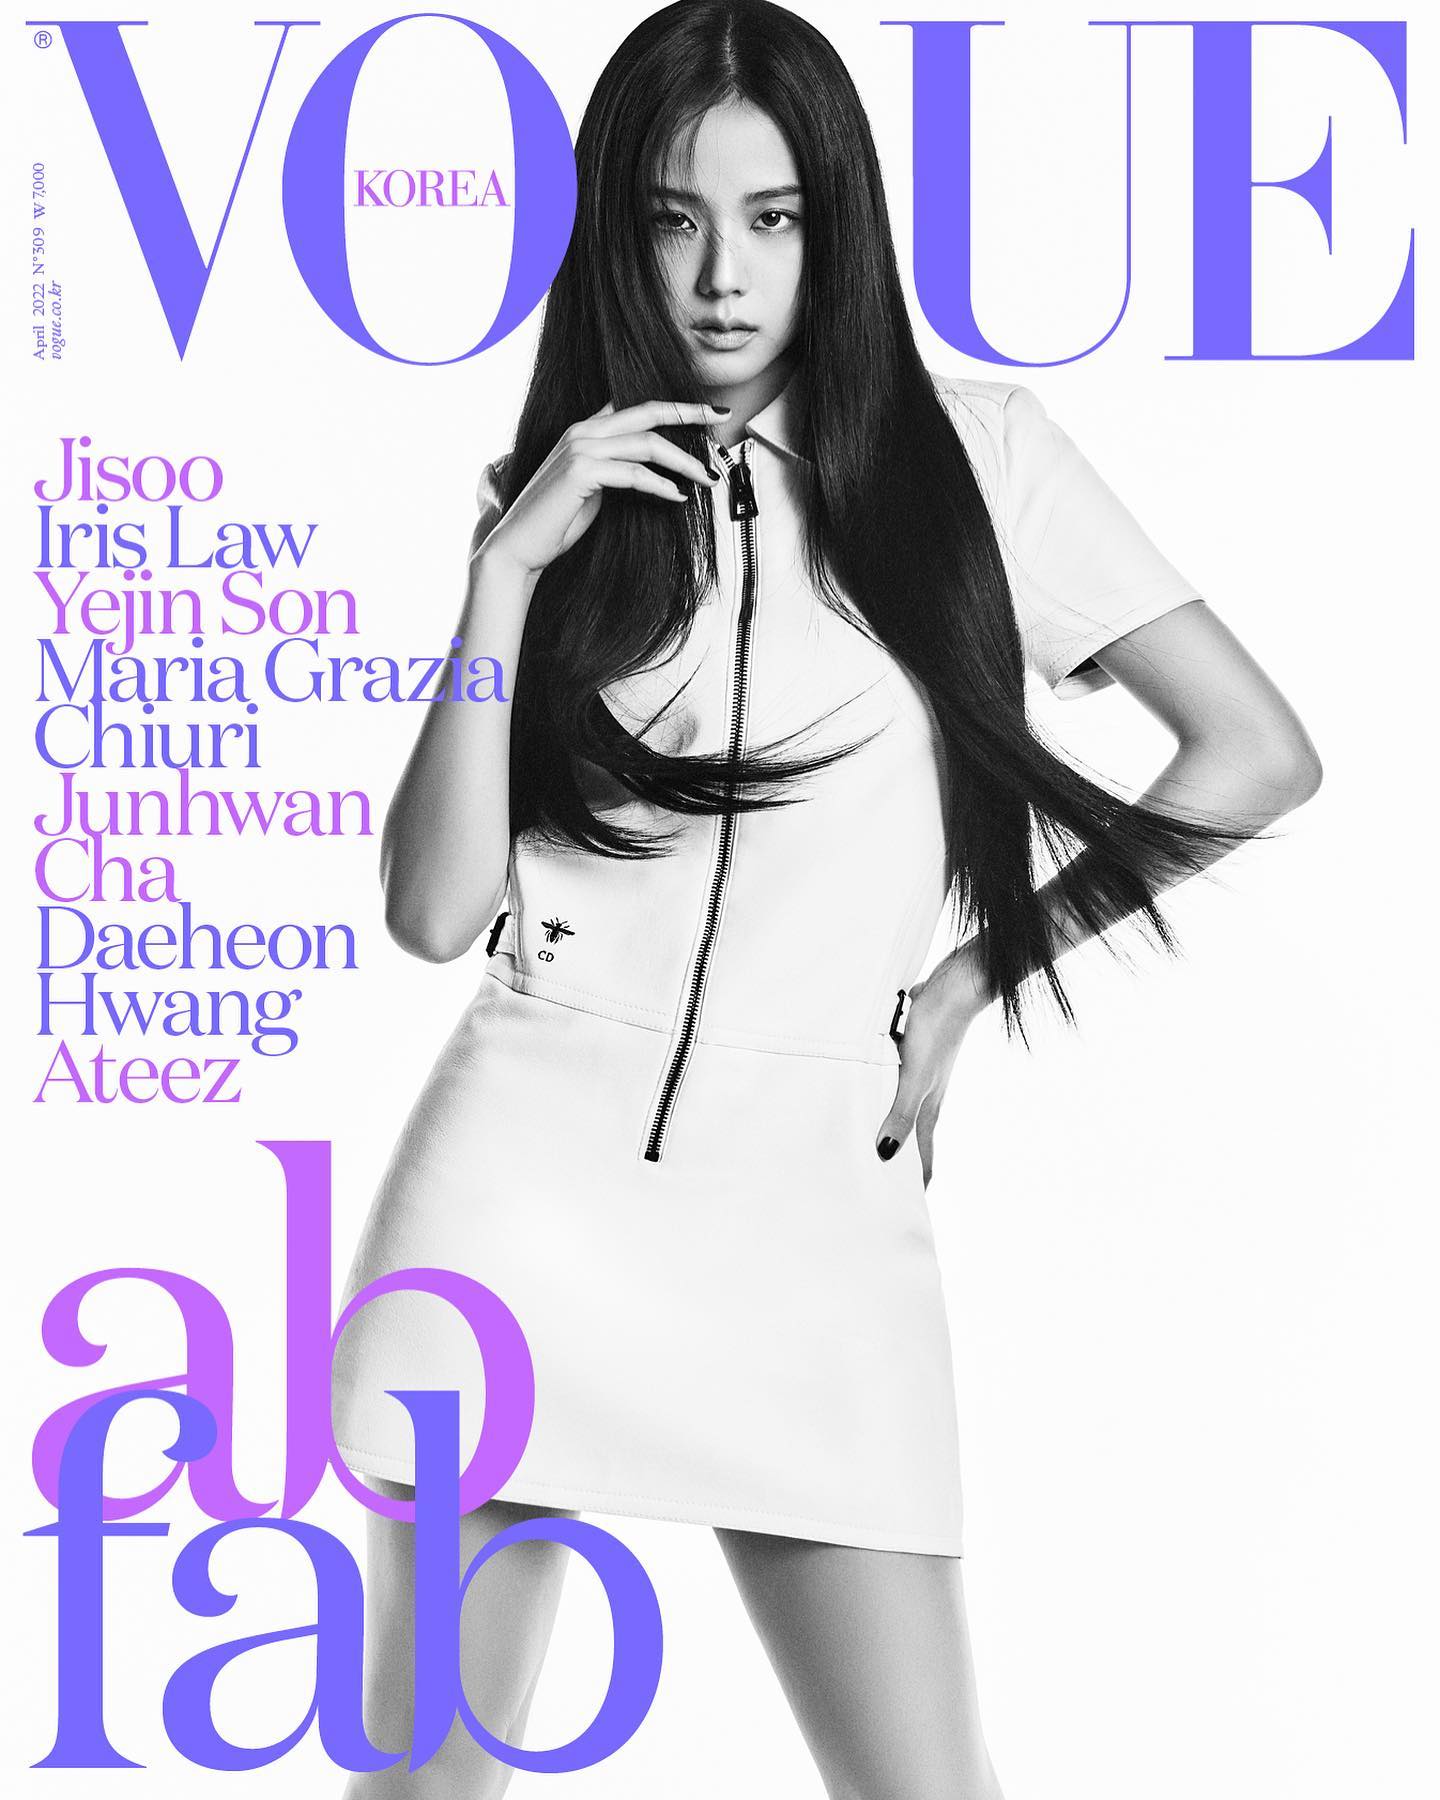 ®
VOGUE
KOREA
April 2022 N°309 W 7,000
vogue.co.kr
Jisoo
Iris Law
Yejin Son
Maria Grazia
Chiuri
Junhwan
Cha
Daeheon
Hwang
Ateez
CD
ab
fab